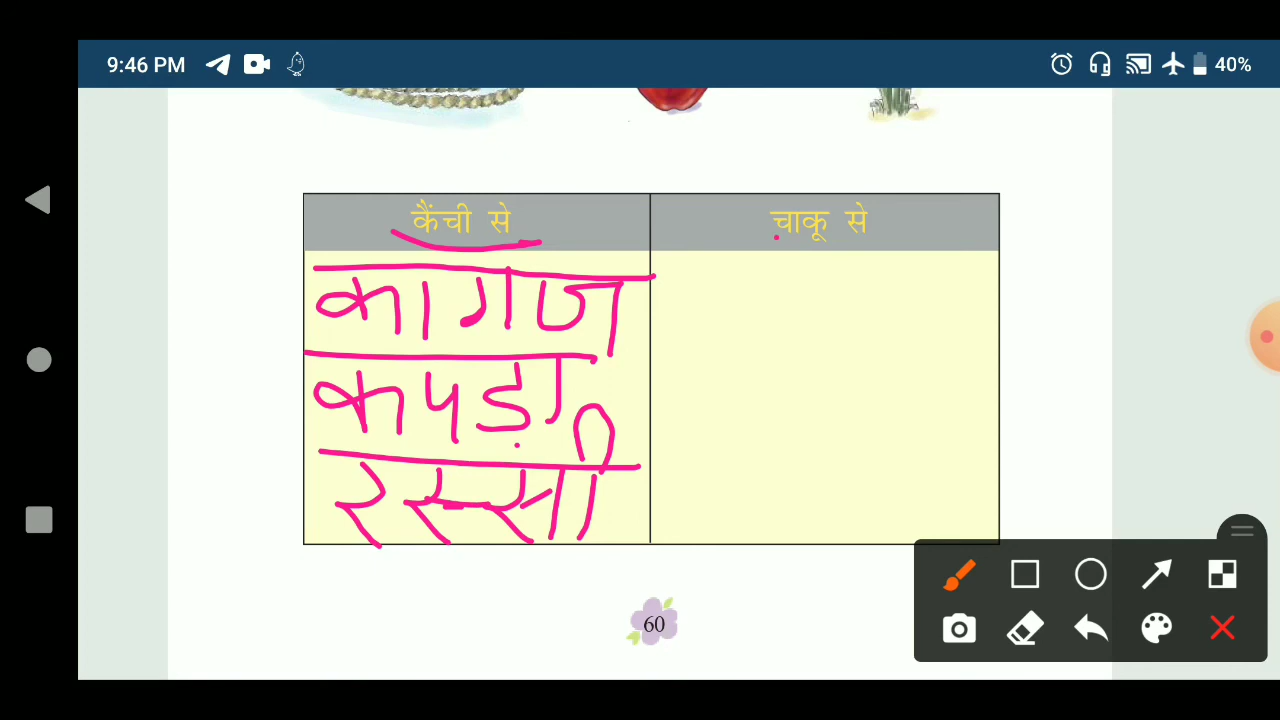 9:46 PM 40%
कैंची से चाकू से
कागज
कपड़ा
रस्सी
60